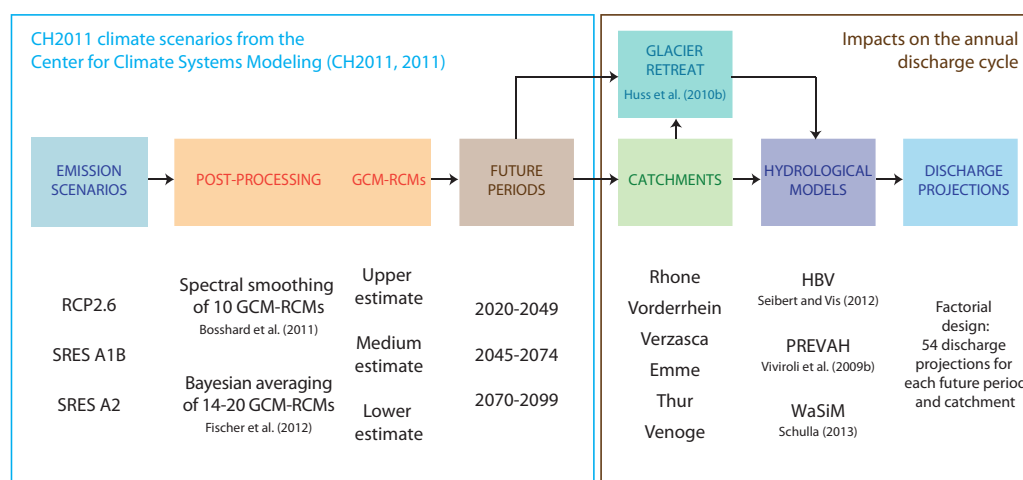 CH2011 climate scenarios from the
Center for Climate Systems Modeling (CH2011, 2011)
Impacts on the annual
discharge cycle
GLACIER
RETREAT
Huss et al. (2010b)
EMISSION
SCENARIOS
POST-PROCESSING
GCM-RCMs
FUTURE
PERIODS
CATCHMENTS
HYDROLOGICAL
MODELS
DISCHARGE
PROJECTIONS
RCP2.6
SRES A1B
SRES A2
Spectral smoothing
of 10 GCM-RCMs
Bosshard et al. (2011)
Bayesian averaging
of 14-20 GCM-RCMs
Fischer et al. (2012)
Upper
estimate
Medium
estimate
Lower
estimate
2020-2049
2045-2074
2070-2099
Rhone
Vorderrhein
Verzasca
Emme
Thur
Venoge
HBV
Seibert and Vis (2012)
PREVAH
Viviroli et al. (2009b)
WaSiM
Schulla (2013)
Factorial
design:
54 discharge
projections for
each future period
and catchment